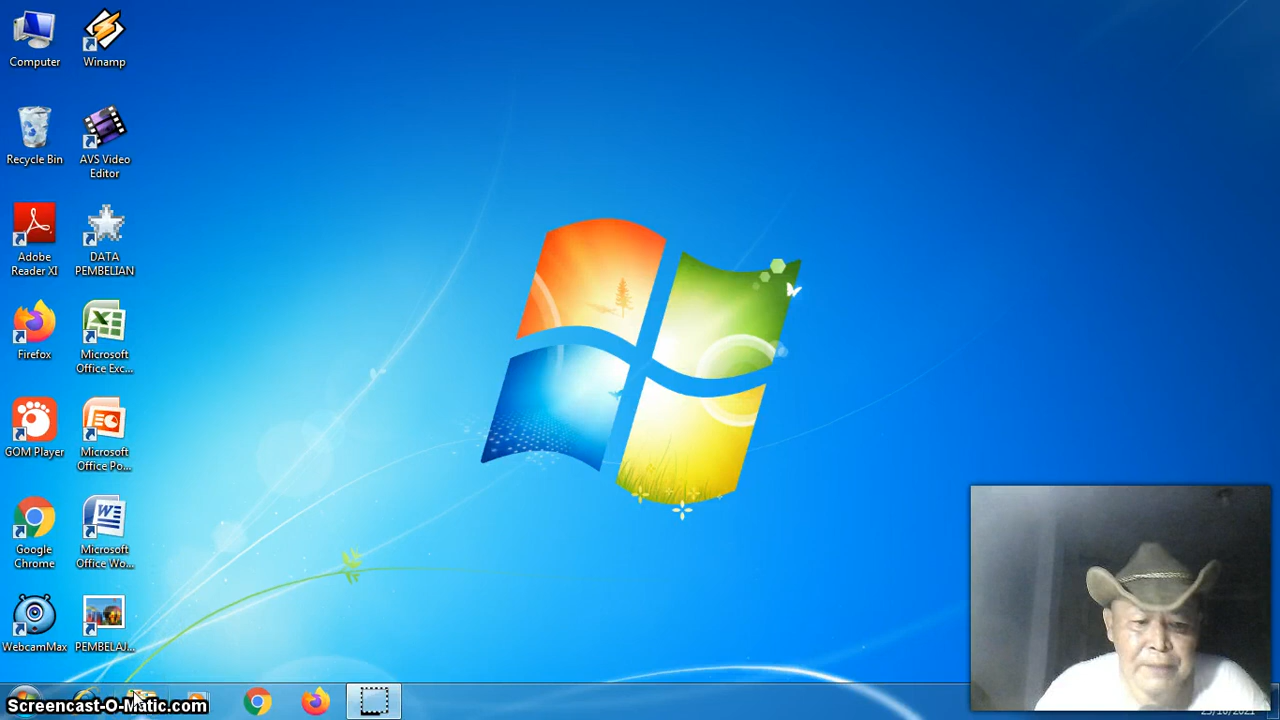 Computer
Winamp
Recycle Bin
AVS Video
Editor
Adobe
Reader XI
DATA
PEMBELIAN
Firefox
Microsoft
Office Exc...
GOM Player
Microsoft
Office Po...
Google
Chrome
Microsoft
Office Wo...
WebcamMax
PEMBELAJ...
Screencast-O-Matic.com